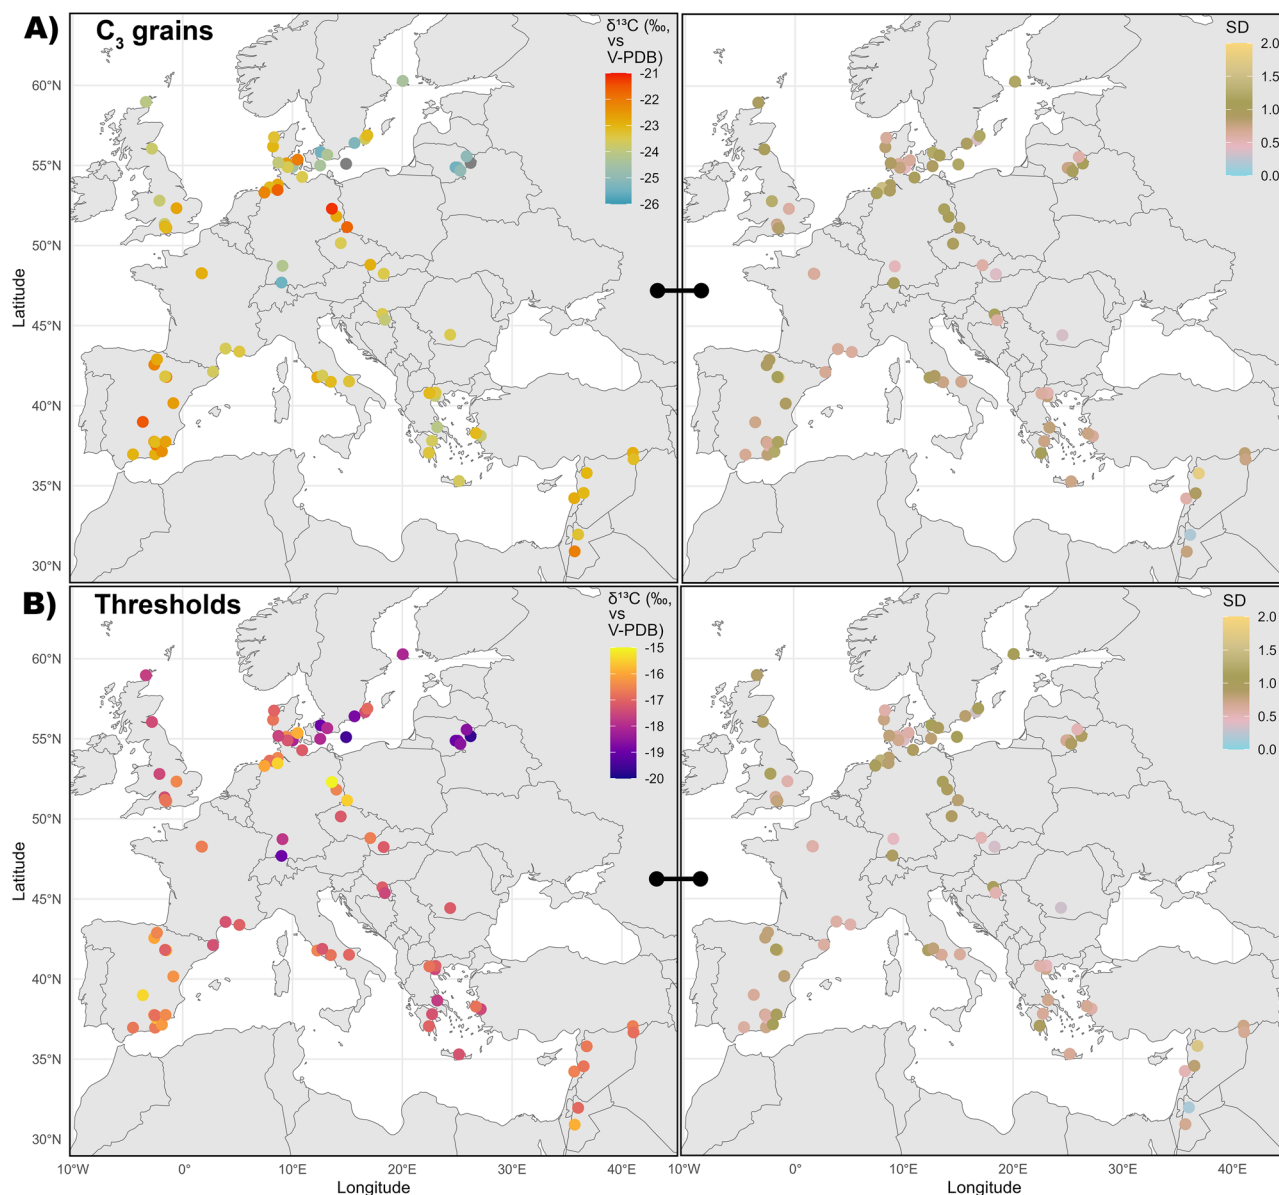 A)
C₃ grains
δ¹³C (‰,
vs
V-PDB)
-21
-22
-23
-24
-25
-26
60°N
55°N
50°N
45°N
40°N
35°N
30°N
Latitude
SD
2.0
1.5
1.0
0.5
0.0
B)
Thresholds
δ¹³C (‰,
vs
V-PDB)
-15
-16
-17
-18
-19
-20
60°N
55°N
50°N
45°N
40°N
35°N
30°N
Latitude
10°W 0° 10°E 20°E 30°E 40°E
Longitude
SD
2.0
1.5
1.0
0.5
0.0
10°W 0° 10°E 20°E 30°E 40°E
Longitude